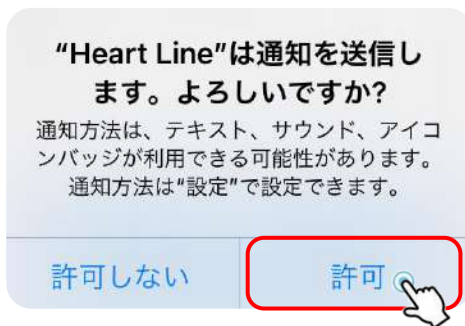 “Heart Line”は通知を送信し
ます。よろしいですか?
通知方法は、テキスト、サウンド、アイコ
ンバッジが利用できる可能性があります。
通知方法は“設定”で設定できます。
許可しない
許可